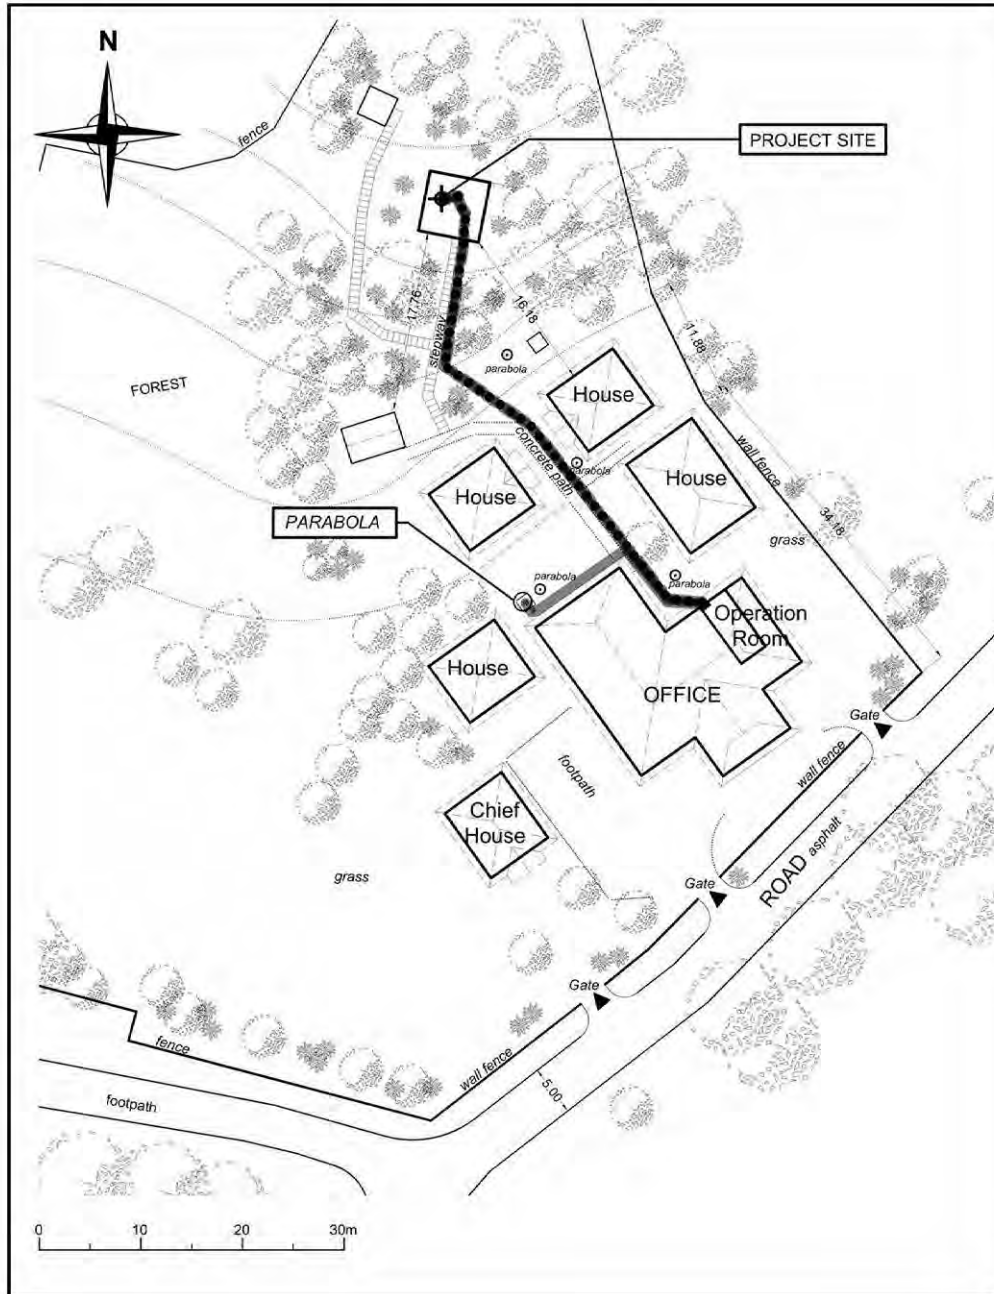 N
fence
PROJECT SITE
17.76
16.18
11.88
stepway
parabola
FOREST
House
wall fence
concrete path
parabola
House
House
34.18
PARABOLA
grass
parabola
parabola
Operation
Room
House
OFFICE
Gate
footpath
wall fence
Chief
House
asphalt
ROAD
grass
Gate
Gate
fence
wall fence
5.00
footpath
0 10 20 30m